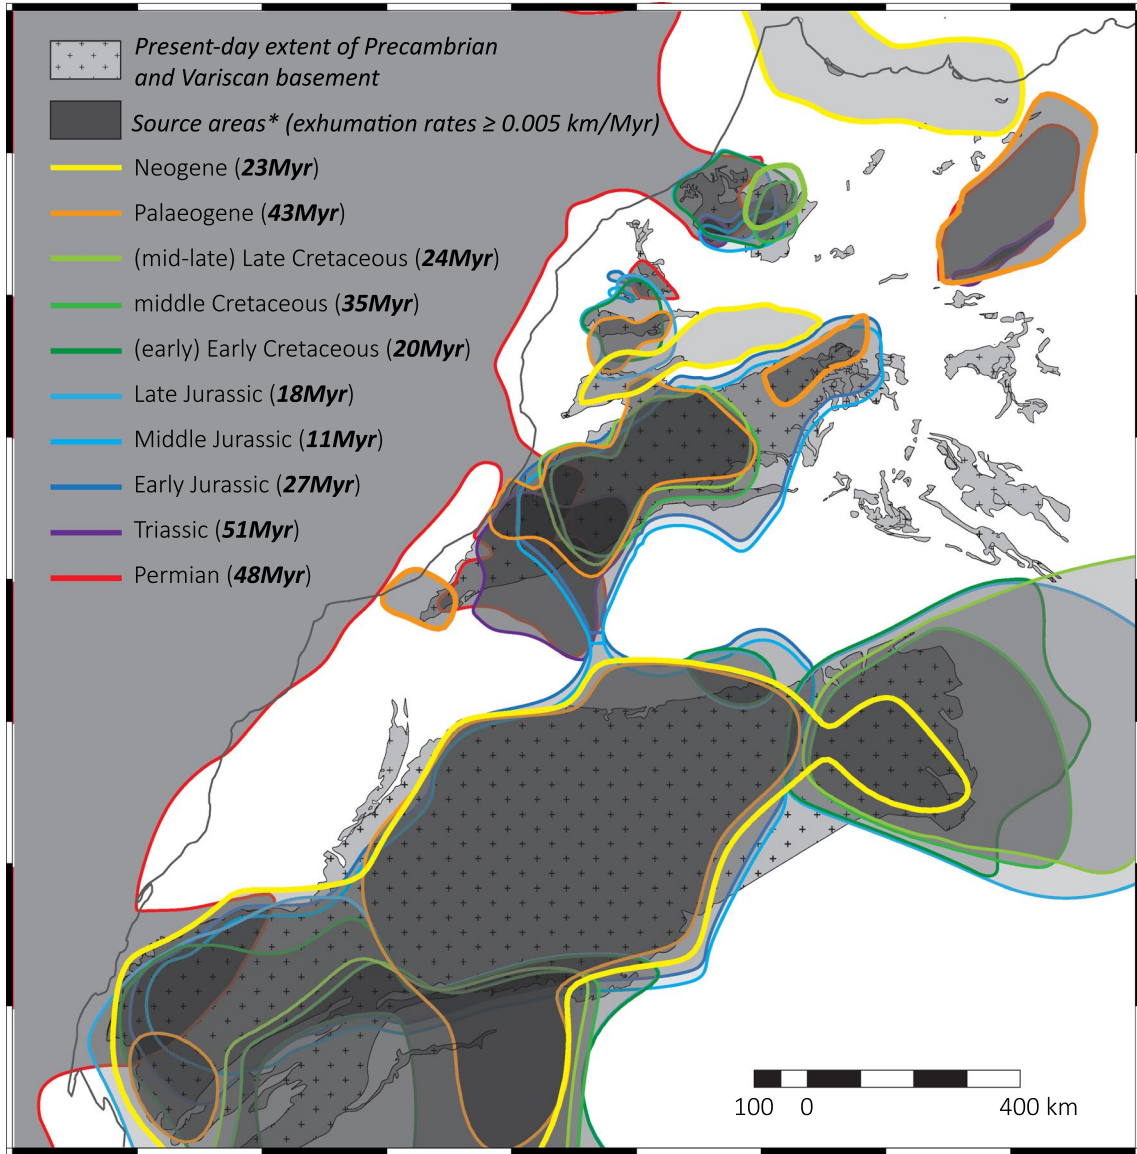 Present-day extent of Precambrian
and Variscan basement
Source areas* (exhumation rates ≥ 0.005 km/Myr)
Neogene (23Myr)
Palaeogene (43Myr)
(mid-late) Late Cretaceous (24Myr)
middle Cretaceous (35Myr)
(early) Early Cretaceous (20Myr)
Late Jurassic (18Myr)
Middle Jurassic (11Myr)
Early Jurassic (27Myr)
Triassic (51Myr)
Permian (48Myr)
100 0 400 km